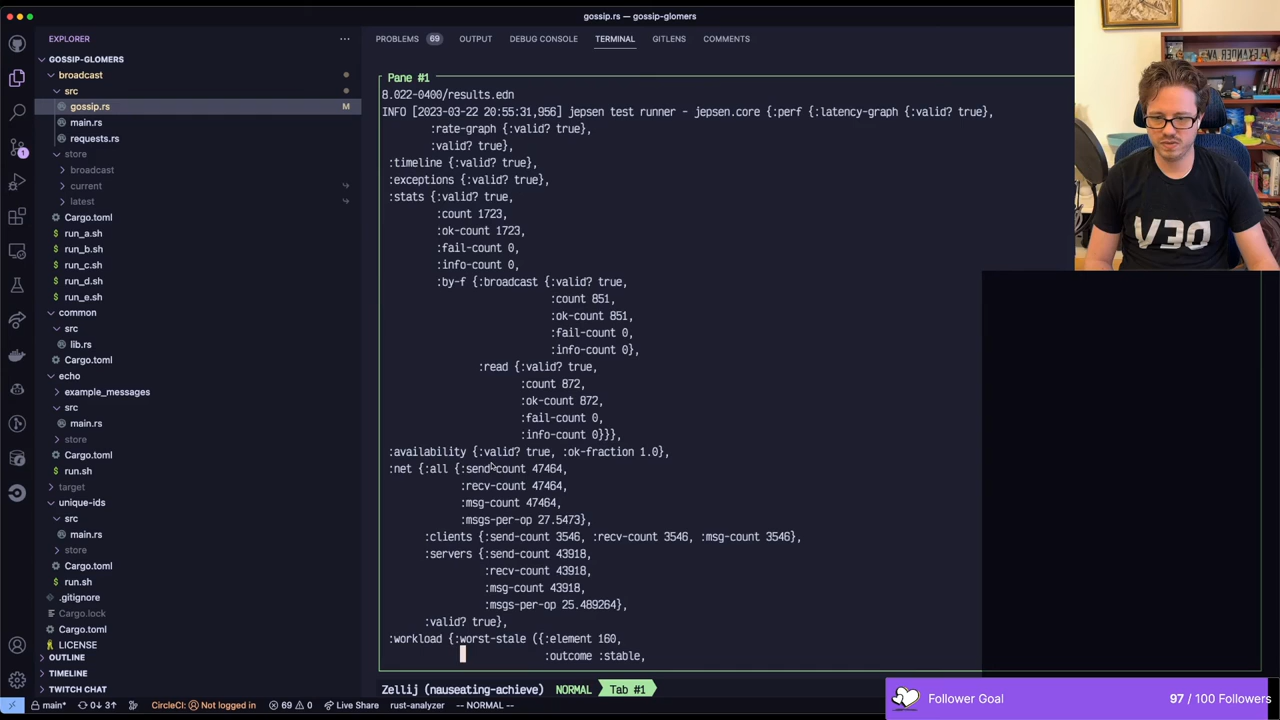 gossip.rs — gossip-glomers
EXPLORER
GOSSIP-GLOMERS
broadcast
src
gossip.rs M
main.rs
requests.rs
store
broadcast
current
latest
Cargo.toml
run_a.sh
run_b.sh
run_c.sh
run_d.sh
run_e.sh
common
src
lib.rs
Cargo.toml
echo
example_messages
src
main.rs
store
Cargo.toml
run.sh
target
unique-ids
src
main.rs
store
Cargo.toml
run.sh
.gitignore
Cargo.lock
Cargo.toml
LICENSE
OUTLINE
TIMELINE
TWITCH CHAT
PROBLEMS 69 OUTPUT DEBUG CONSOLE TERMINAL GITLENS COMMENTS
Pane #1
8.022-0400/results.edn
INFO [2023-03-22 20:55:31,956] jepsen test runner - jepsen.core {:perf {:latency-graph {:valid? true},
:rate-graph {:valid? true},
:valid? true},
:timeline {:valid? true},
:exceptions {:valid? true},
:stats {:valid? true,
:count 1723,
:ok-count 1723,
:fail-count 0,
:info-count 0,
:by-f {:broadcast {:valid? true,
:count 851,
:ok-count 851,
:fail-count 0,
:info-count 0},
:read {:valid? true,
:count 872,
:ok-count 872,
:fail-count 0,
:info-count 0}}},
:availability {:valid? true, :ok-fraction 1.0},
:net {:all {:send-count 47464,
:recv-count 47464,
:msg-count 47464,
:msgs-per-op 27.5473},
:clients {:send-count 3546, :recv-count 3546, :msg-count 3546},
:servers {:send-count 43918,
:recv-count 43918,
:msg-count 43918,
:msgs-per-op 25.489264},
:valid? true},
:workload {:worst-stale ({:element 160,
:outcome :stable,
Zellij (nauseating-achieve) NORMAL Tab #1
main* 0↓ 3↑ CircleCI: Not logged in 69 0 Live Share rust-analyzer -- NORMAL --
Follower Goal 97 / 100 Followers